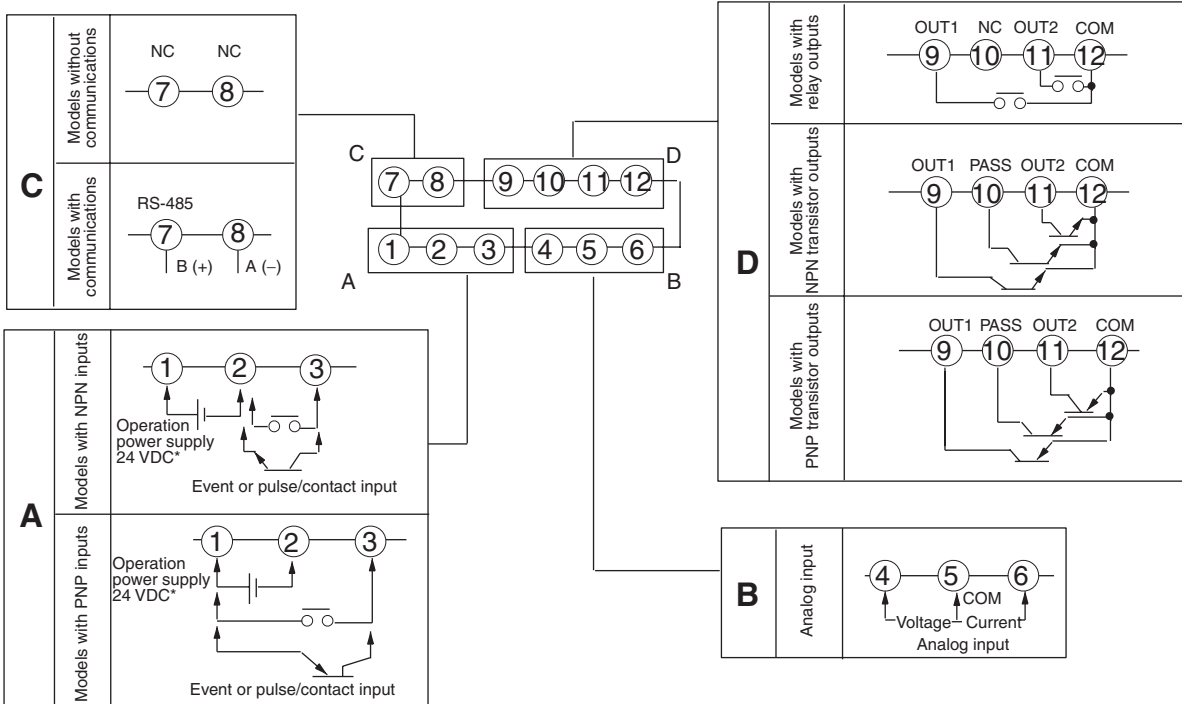 C
Models without
communications
NC NC
7 8
Models with
communications
RS-485
7 8
B (+) A (−)
C D
7 8 9 10 11 12
1 2 3 4 5 6
A B
D
Models with
relay outputs
OUT1 NC OUT2 COM
9 10 11 12
Models with
NPN transistor outputs
OUT1 PASS OUT2 COM
9 10 11 12
Models with
PNP transistor outputs
OUT1 PASS OUT2 COM
9 10 11 12
A
Models with NPN inputs
1 2 3
Operation
power supply
24 VDC*
Event or pulse/contact input
Models with PNP inputs
1 2 3
Operation
power supply
24 VDC*
Event or pulse/contact input
B
Analog input
4 5 6
COM
Voltage Current
Analog input